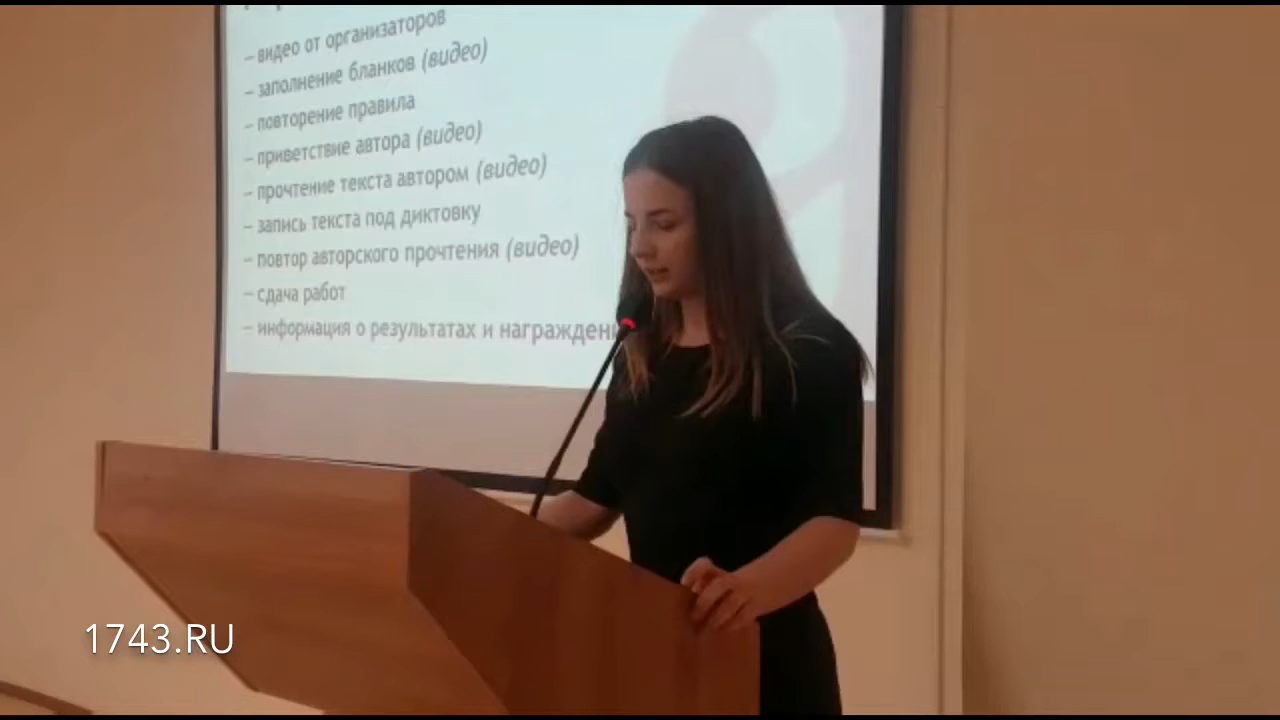 – видео от организаторов
– заполнение бланков (видео)
– повторение правила
– приветствие автора (видео)
– прочтение текста автором (видео)
– запись текста под диктовку
– повтор авторского прочтения (видео)
– сдача работ
– информация о результатах и награждени
1743.RU